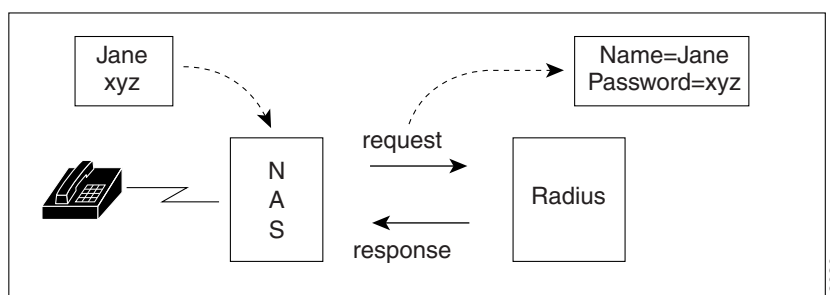 Jane
xyz
Name=Jane
Password=xyz
request
N
A
S
Radius
response